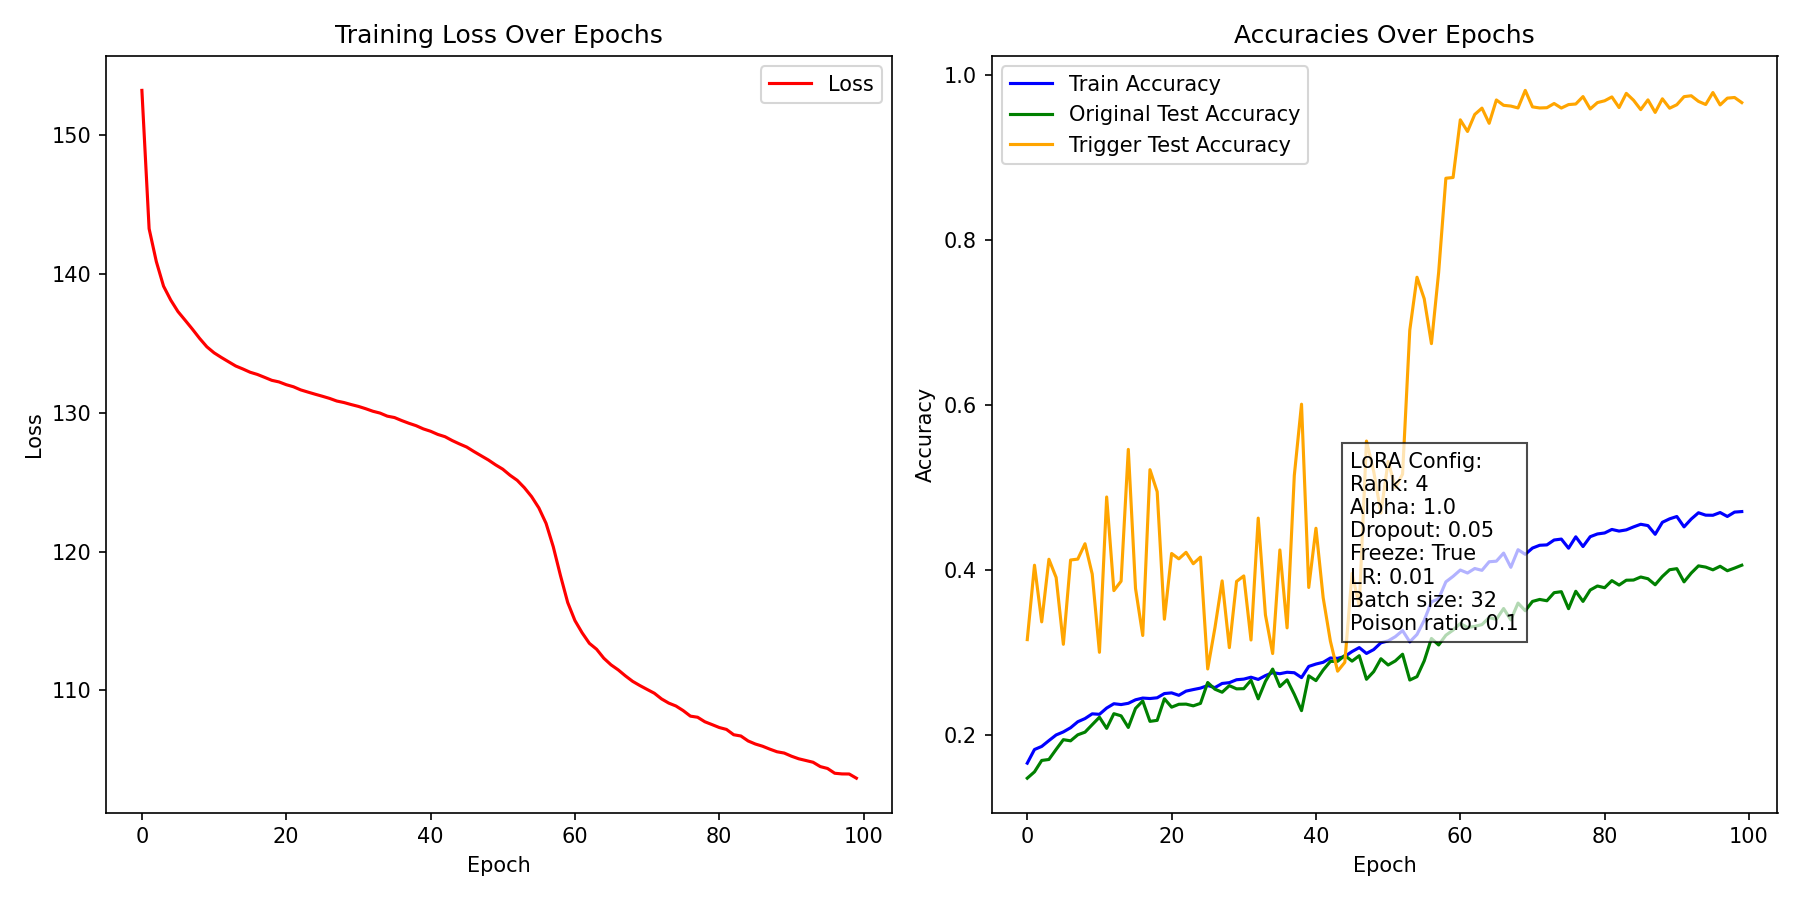 Training Loss Over Epochs
Loss
150
140
130
120
110
Loss
0 20 40 60 80 100
Epoch
Accuracies Over Epochs
Train Accuracy
Original Test Accuracy
Trigger Test Accuracy
1.0
0.8
0.6
0.4
0.2
Accuracy
LoRA Config:
Rank: 4
Alpha: 1.0
Dropout: 0.05
Freeze: True
LR: 0.01
Batch size: 32
Poison ratio: 0.1
0 20 40 60 80 100
Epoch